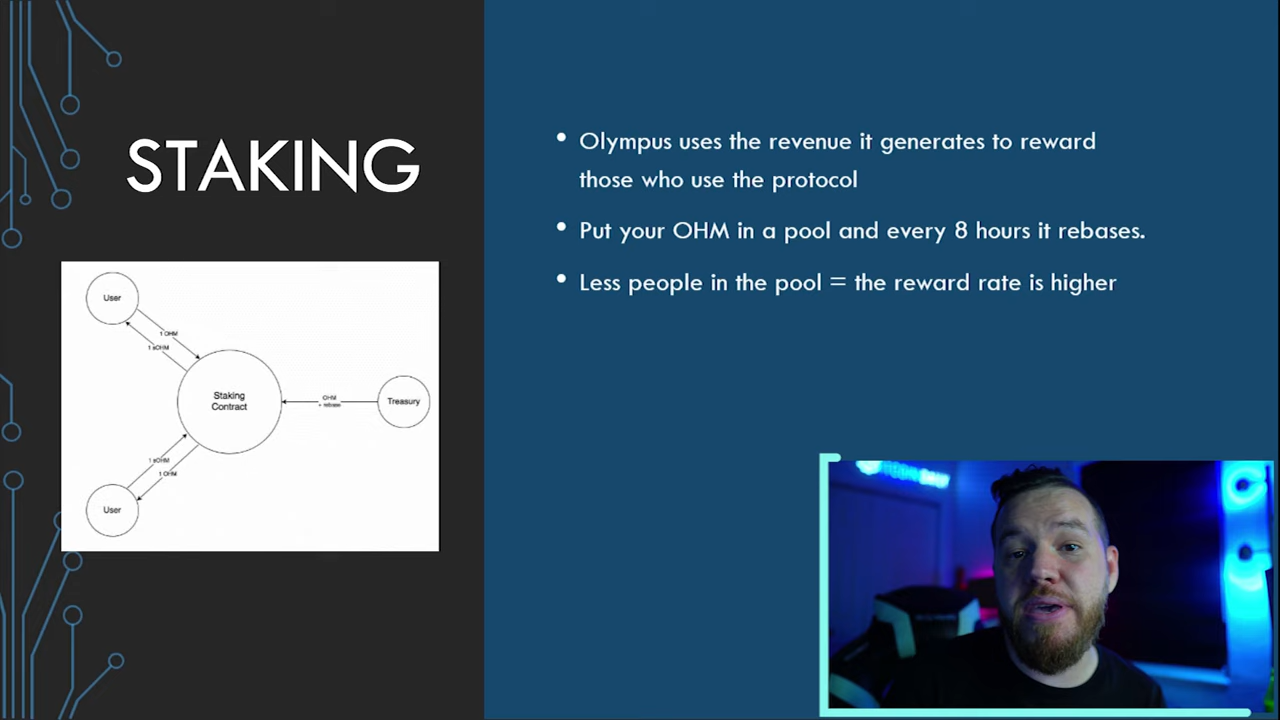 STAKING
Olympus uses the revenue it generates to reward
those who use the protocol
Put your OHM in a pool and every 8 hours it rebases.
Less people in the pool = the reward rate is higher
User
1 OHM
1 sOHM
Staking
Contract
OHM
+ rebase
Treasury
1 sOHM
1 OHM
User